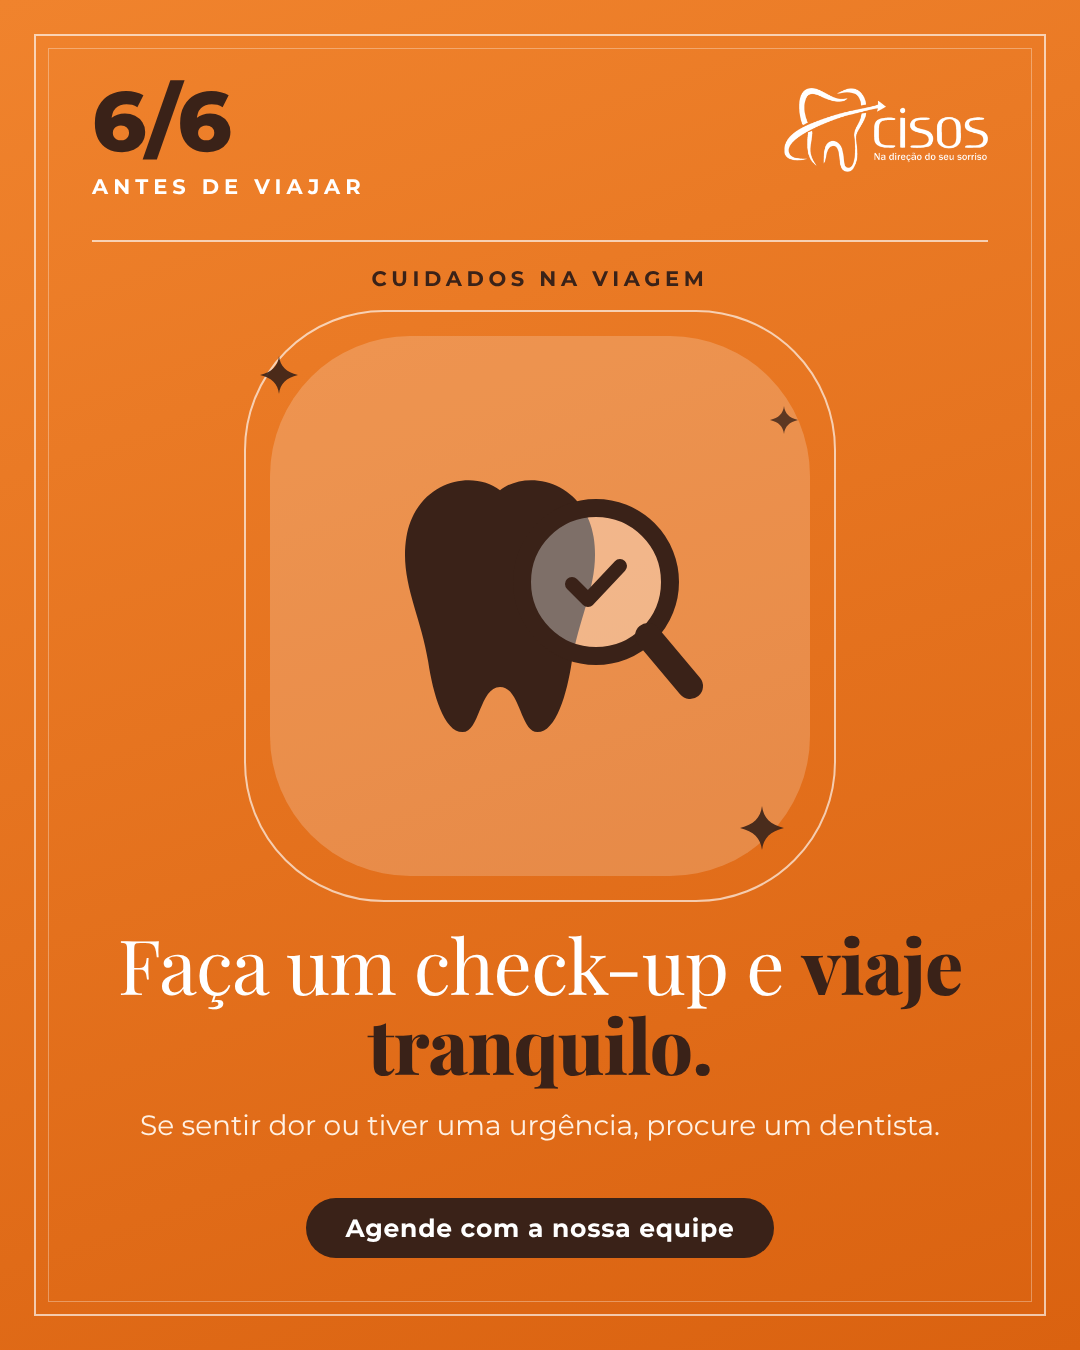 6/6
ANTES DE VIAJAR
cisos
Na direção do seu sorriso
CUIDADOS NA VIAGEM
Faça um check-up e viaje
tranquilo.
Se sentir dor ou tiver uma urgência, procure um dentista.
Agende com a nossa equipe